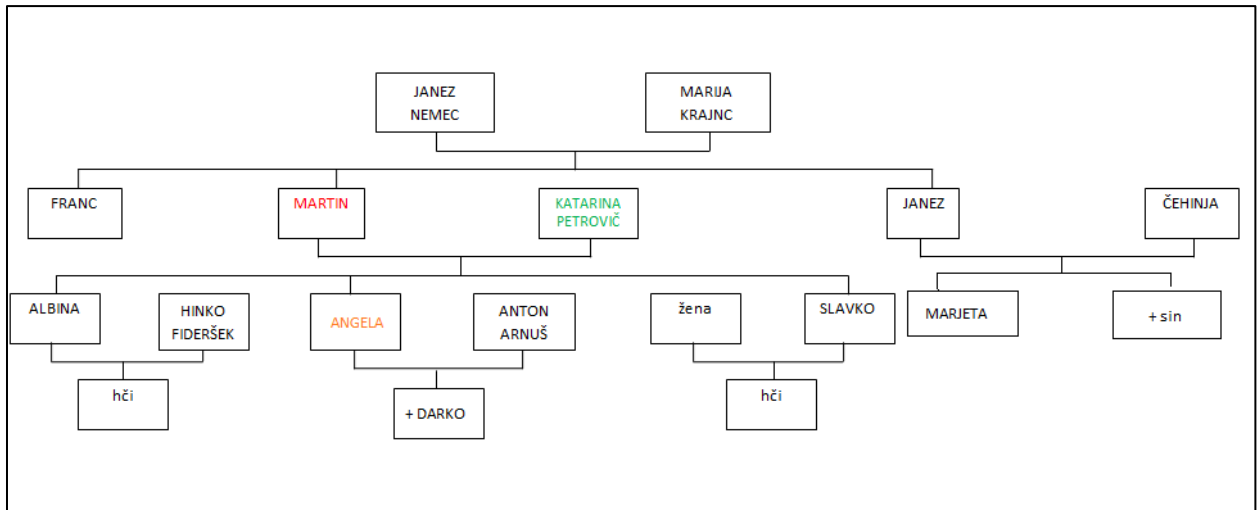 JANEZ
NEMEC
MARIJA
KRAJNC
FRANC
MARTIN
KATARINA
PETROVIČ
JANEZ
ČEHINJA
ALBINA
HINKO
FIDERŠEK
ANGELA
ANTON
ARNUŠ
žena
SLAVKO
MARJETA
+ sin
hči
+ DARKO
hči